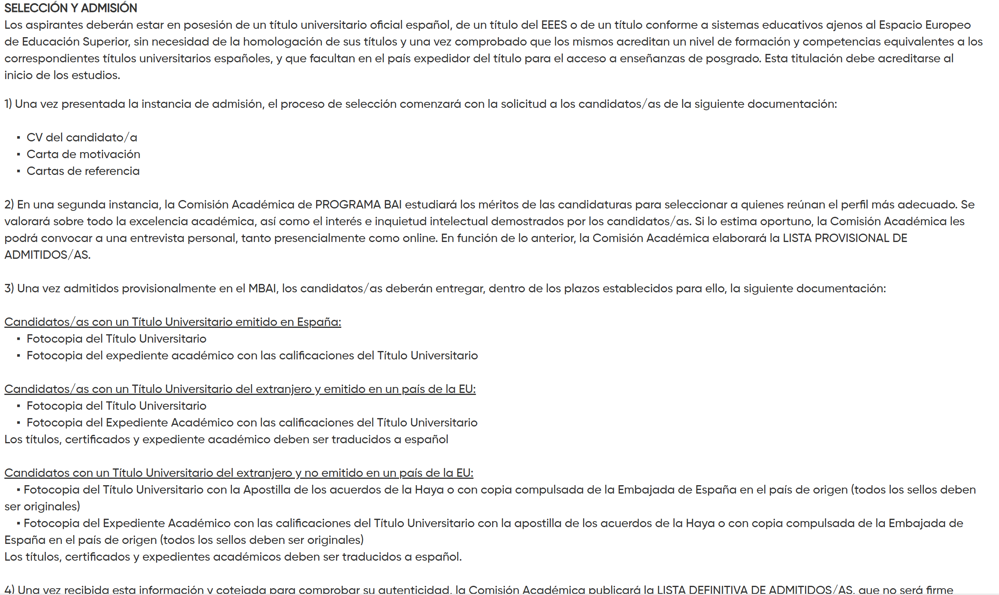 SELECCIÓN Y ADMISIÓN
Los aspirantes deberán estar en posesión de un título universitario oficial español, de un título del EEES o de un título conforme a sistemas educativos ajenos al Espacio Europeo
de Educación Superior, sin necesidad de la homologación de sus títulos y una vez comprobado que los mismos acreditan un nivel de formación y competencias equivalentes a los
correspondientes títulos universitarios españoles, y que facultan en el país expedidor del título para el acceso a enseñanzas de posgrado. Esta titulación debe acreditarse al
inicio de los estudios.
1) Una vez presentada la instancia de admisión, el proceso de selección comenzará con la solicitud a los candidatos/as de la siguiente documentación:
▪ CV del candidato/a
▪ Carta de motivación
▪ Cartas de referencia
2) En una segunda instancia, la Comisión Académica de PROGRAMA BAI estudiará los méritos de las candidaturas para seleccionar a quienes reúnan el perfil más adecuado. Se
valorará sobre todo la excelencia académica, así como el interés e inquietud intelectual demostrados por los candidatos/as. Si lo estima oportuno, la Comisión Académica les
podrá convocar a una entrevista personal, tanto presencialmente como online. En función de lo anterior, la Comisión Académica elaborará la LISTA PROVISIONAL DE
ADMITIDOS/AS.
3) Una vez admitidos provisionalmente en el MBAI, los candidatos/as deberán entregar, dentro de los plazos establecidos para ello, la siguiente documentación:
Candidatos/as con un Título Universitario emitido en España:
▪ Fotocopia del Título Universitario
▪ Fotocopia del expediente académico con las calificaciones del Título Universitario
Candidatos/as con un Título Universitario del extranjero y emitido en un país de la EU:
▪ Fotocopia del Título Universitario
▪ Fotocopia del Expediente Académico con las calificaciones del Título Universitario
Los títulos, certificados y expediente académico deben ser traducidos a español
Candidatos con un Título Universitario del extranjero y no emitido en un país de la EU:
▪ Fotocopia del Título Universitario con la Apostilla de los acuerdos de la Haya o con copia compulsada de la Embajada de España en el país de origen (todos los sellos deben
ser originales)
▪ Fotocopia del Expediente Académico con las calificaciones del Título Universitario con la apostilla de los acuerdos de la Haya o con copia compulsada de la Embajada de
España en el país de origen (todos los sellos deben ser originales)
Los títulos, certificados y expedientes académicos deben ser traducidos a español.
4) Una vez recibida esta información y cotejada para comprobar su autenticidad, la Comisión Académica publicará la LISTA DEFINITIVA DE ADMITIDOS/AS, que no será firme